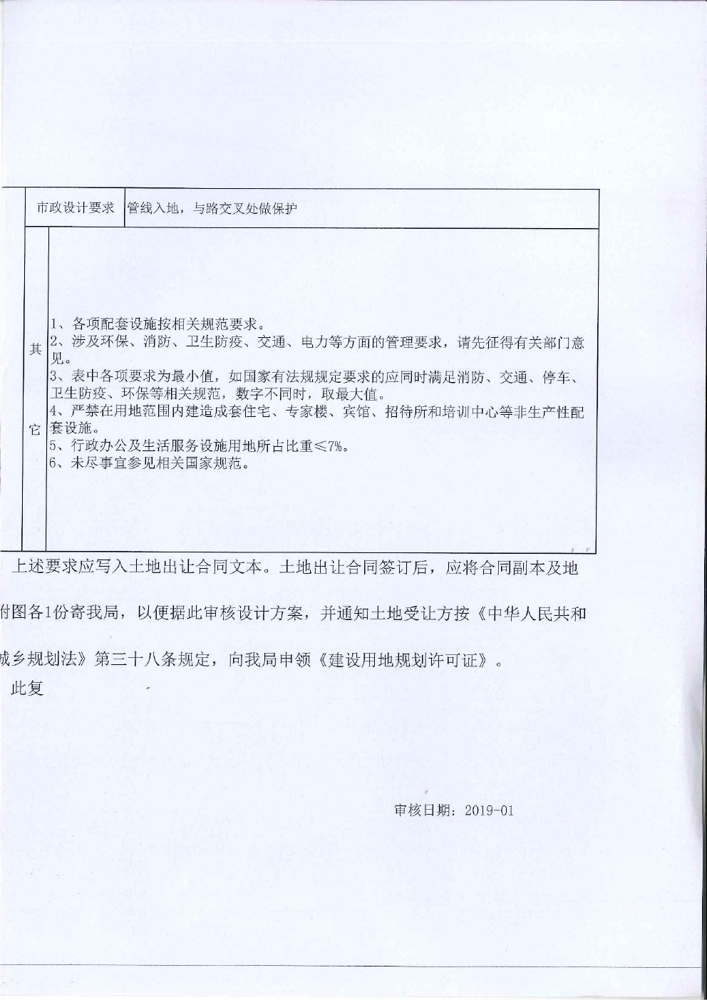 市政设计要求 管线入地，与路交叉处做保护
其
它
1、各项配套设施按相关规范要求。
2、涉及环保、消防、卫生防疫、交通、电力等方面的管理要求，请先征得有关部门意
见。
3、表中各项要求为最小值，如国家有法规规定要求的应同时满足消防、交通、停车、
卫生防疫、环保等相关规范，数字不同时，取最大值。
4、严禁在用地范围内建造成套住宅、专家楼、宾馆、招待所和培训中心等非生产性配
套设施。
5、行政办公及生活服务设施用地所占比重≤7%。
6、未尽事宜参见相关国家规范。
上述要求应写入土地出让合同文本。土地出让合同签订后，应将合同副本及地
附图各1份寄我局，以便据此审核设计方案，并通知土地受让方按《中华人民共和
城乡规划法》第三十八条规定，向我局申领《建设用地规划许可证》。
此复
审核日期：2019-01